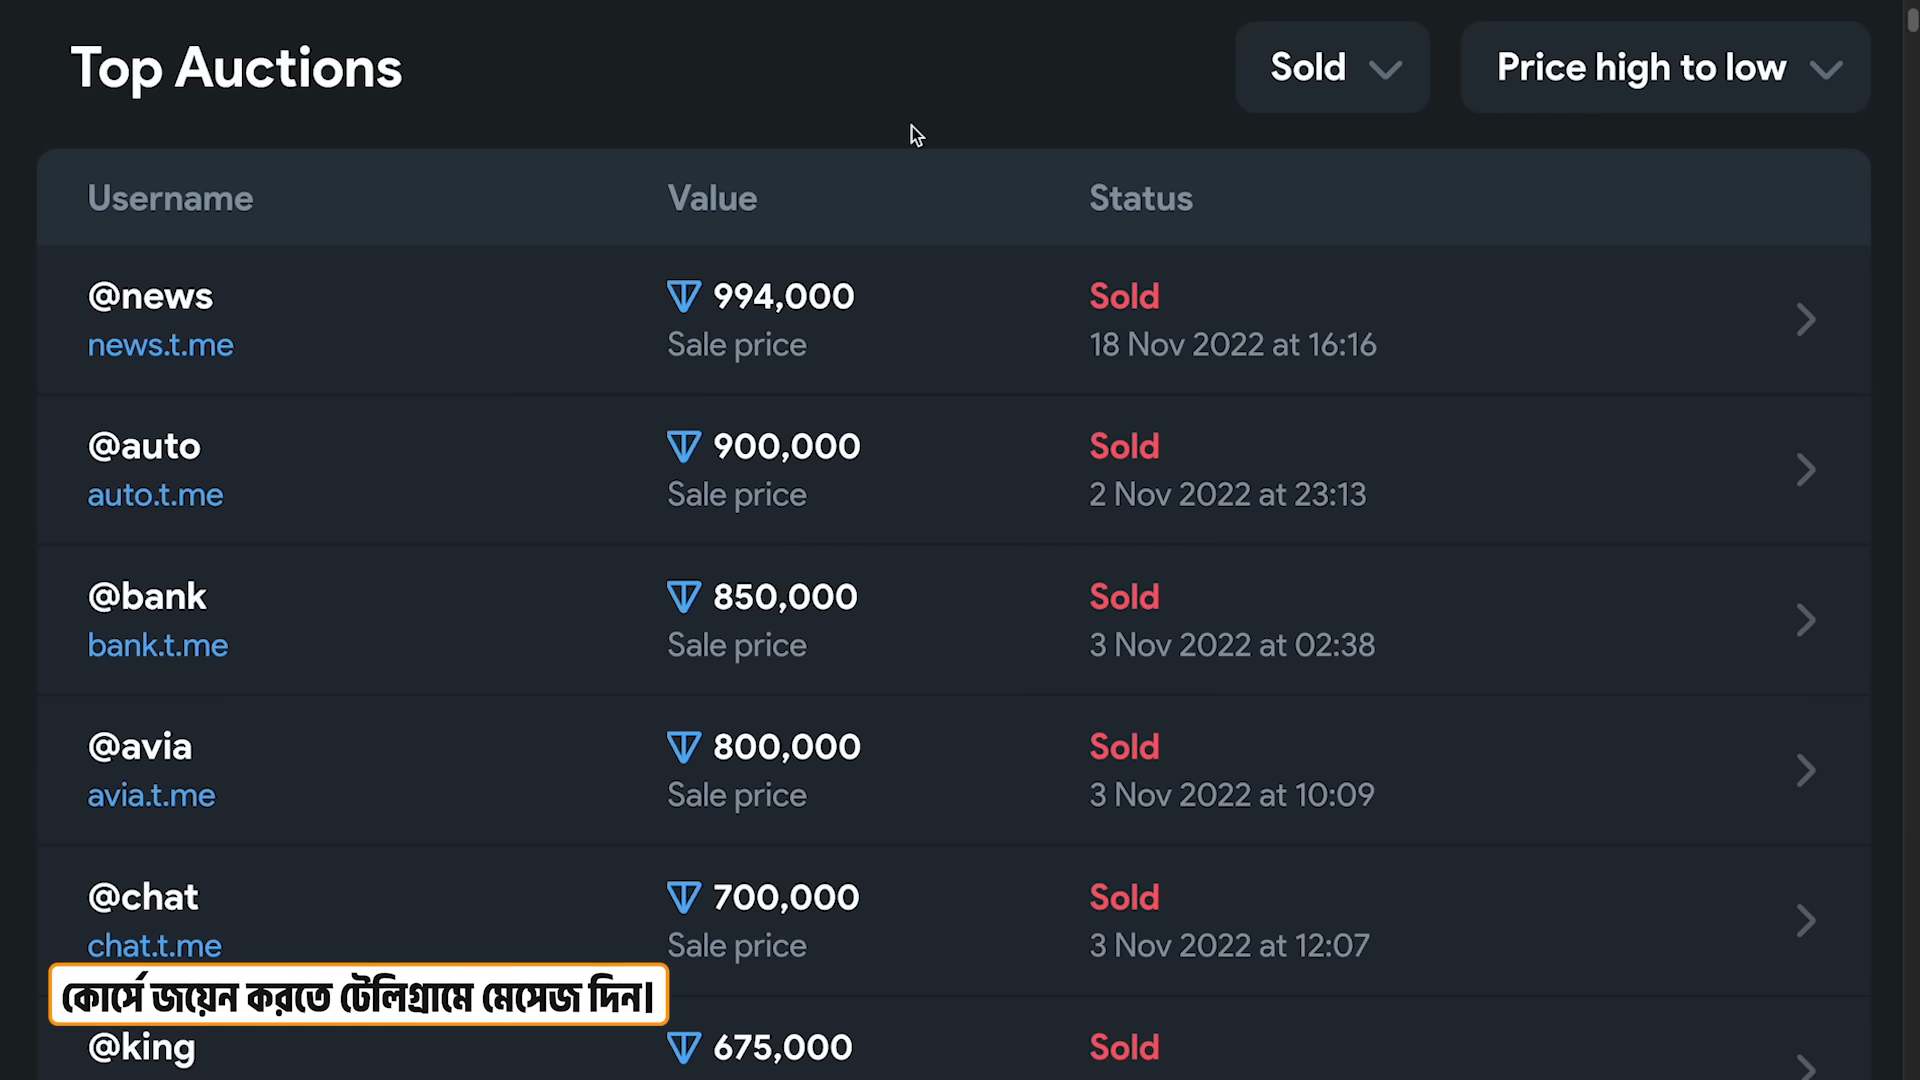 Top Auctions
Sold
Price high to low
Username Value Status
@news 994,000 Sold
news.t.me Sale price 18 Nov 2022 at 16:16
@auto 900,000 Sold
auto.t.me Sale price 2 Nov 2022 at 23:13
@bank 850,000 Sold
bank.t.me Sale price 3 Nov 2022 at 02:38
@avia 800,000 Sold
avia.t.me Sale price 3 Nov 2022 at 10:09
@chat 700,000 Sold
chat.t.me Sale price 3 Nov 2022 at 12:07
কোর্সে জয়েন করতে টেলিগ্রামে মেসেজ দিন।
@king 675,000 Sold